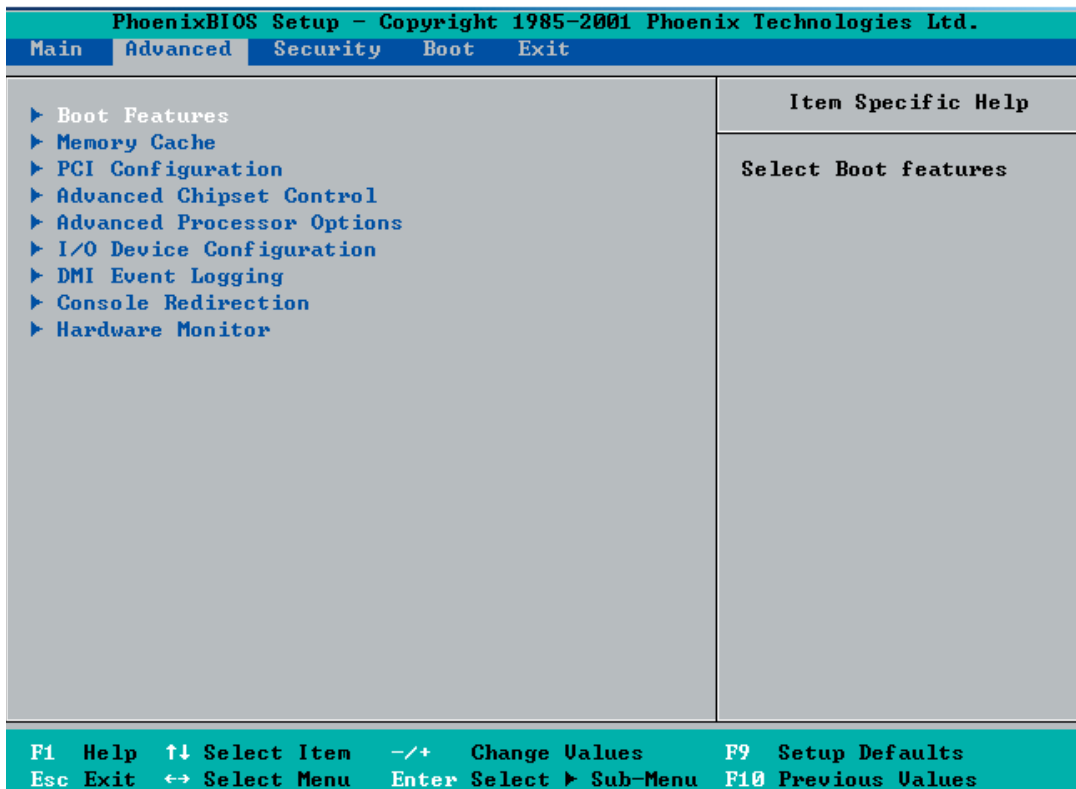 PhoenixBIOS Setup - Copyright 1985-2001 Phoenix Technologies Ltd.
Main Advanced Security Boot Exit
Item Specific Help
▶ Boot Features
▶ Memory Cache
▶ PCI Configuration
▶ Advanced Chipset Control
▶ Advanced Processor Options
▶ I/O Device Configuration
▶ DMI Event Logging
▶ Console Redirection
▶ Hardware Monitor
Select Boot features
F1 Help ↑↓ Select Item -/+ Change Values F9 Setup Defaults
Esc Exit ↔ Select Menu Enter Select ▶ Sub-Menu F10 Previous Values